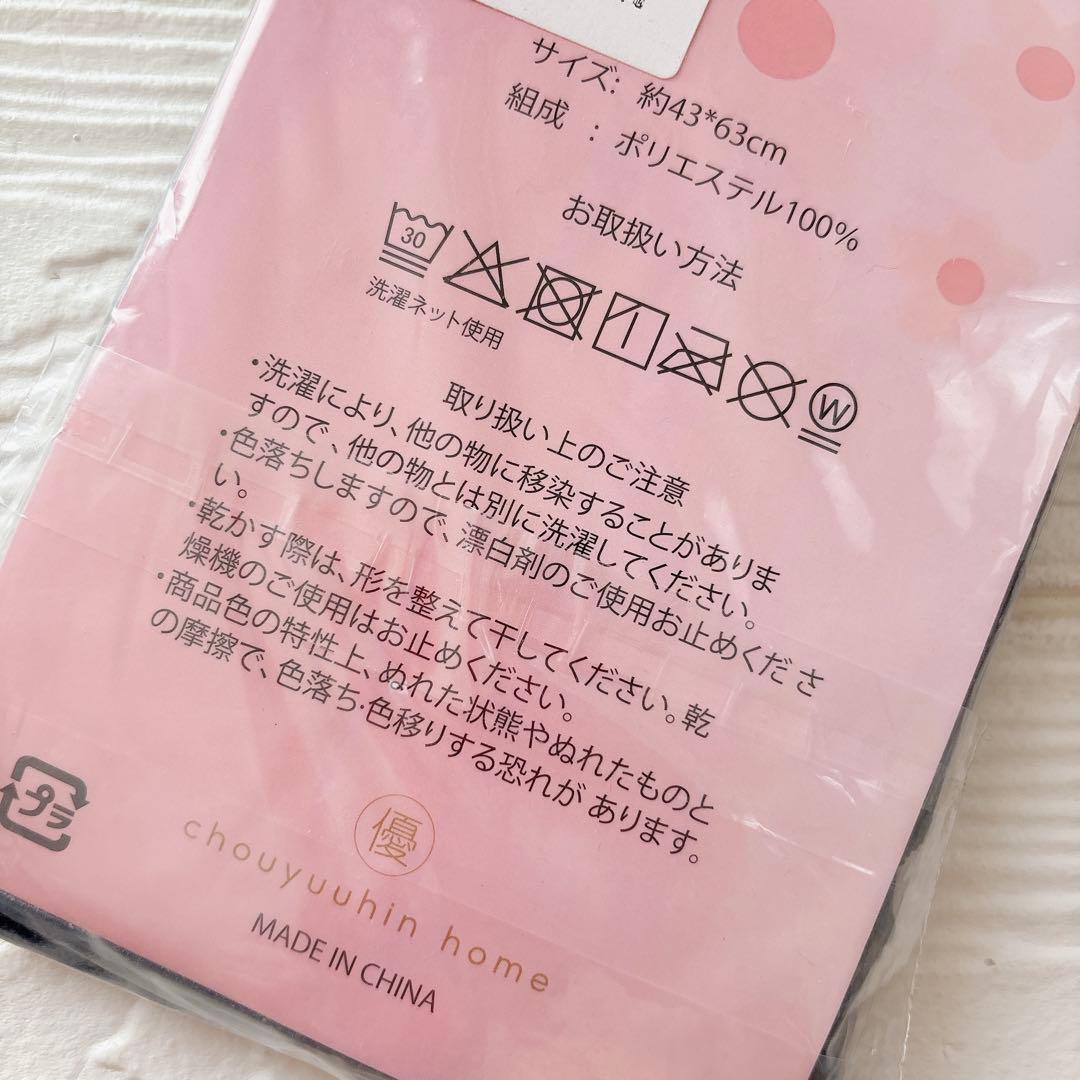 サイズ: 約43*63cm
組成 : ポリエステル100%
お取扱い方法
30
W
洗濯ネット使用
取り扱い上のご注意
・洗濯により、他の物に移染することがありま
すので、他の物とは別に洗濯してください。
・色落ちしますので、漂白剤のご使用お止めくださ
い。
・乾かす際は、形を整えて干してください。乾
燥機のご使用はお止めください。
・商品色の特性上、ぬれた状態やぬれたものと
の摩擦で、色落ち・色移りする恐れが あります。
プラ
優
chouyuuhin home
MADE IN CHINA